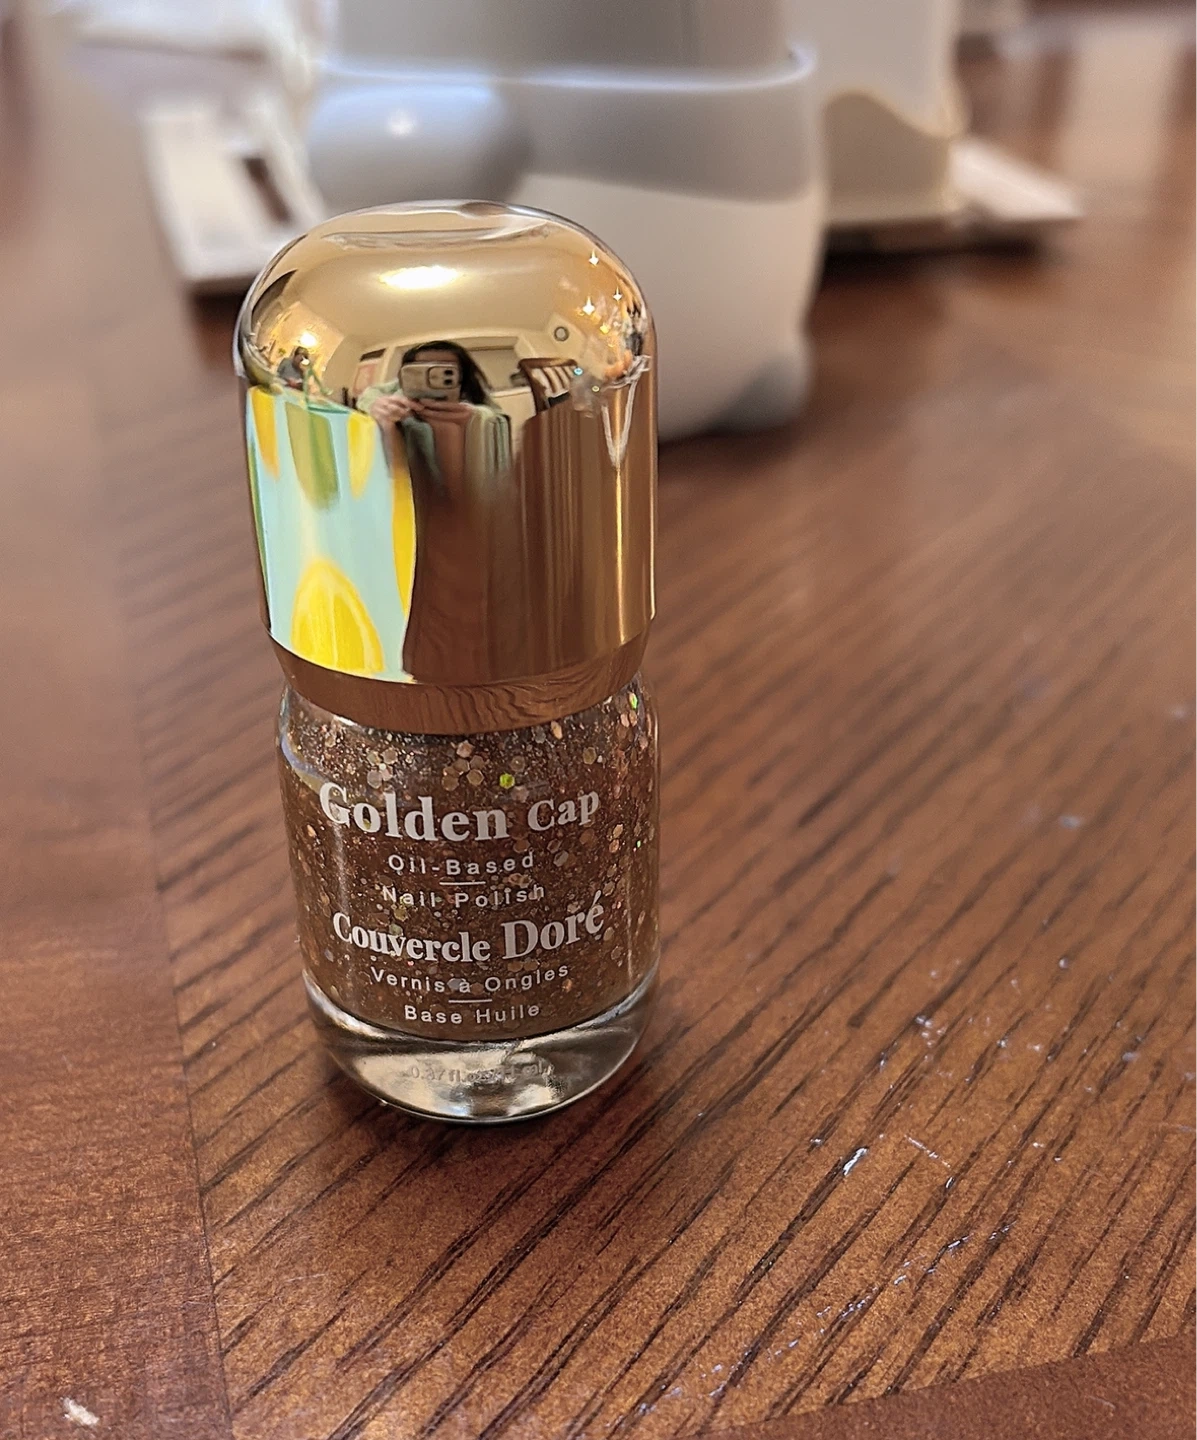 Golden Cap
Oil-Based
Nail Polish
Couvercle Doré
Vernis à Ongles
Base Huile